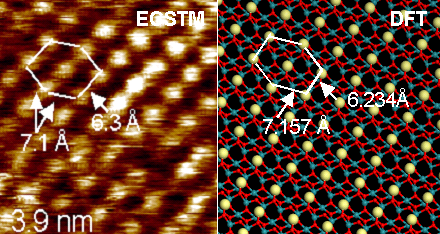 ECSTM
6.3 Å
7.1 Å
3.9 nm
DFT
6.234Å
7.157 Å